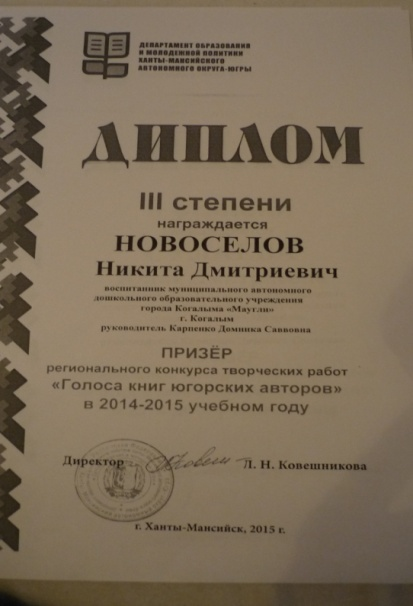 ДЕПАРТАМЕНТ ОБРАЗОВАНИЯ
И МОЛОДЕЖНОЙ ПОЛИТИКИ
ХАНТЫ-МАНСИЙСКОГО
АВТОНОМНОГО ОКРУГА-ЮГРЫ
ДИПЛОМ
III степени
награждается
НОВОСЕЛОВ
Никита Дмитриевич
воспитанник муниципального автономного
дошкольного образовательного учреждения
города Когалыма «Маугли»
г. Когалым
руководитель Карпенко Домника Саввовна
ПРИЗЁР
регионального конкурса творческих работ
«Голоса книг югорских авторов»
в 2014-2015 учебном году
Директор Л. Н. Ковешникова
г. Ханты-Мансийск, 2015 г.